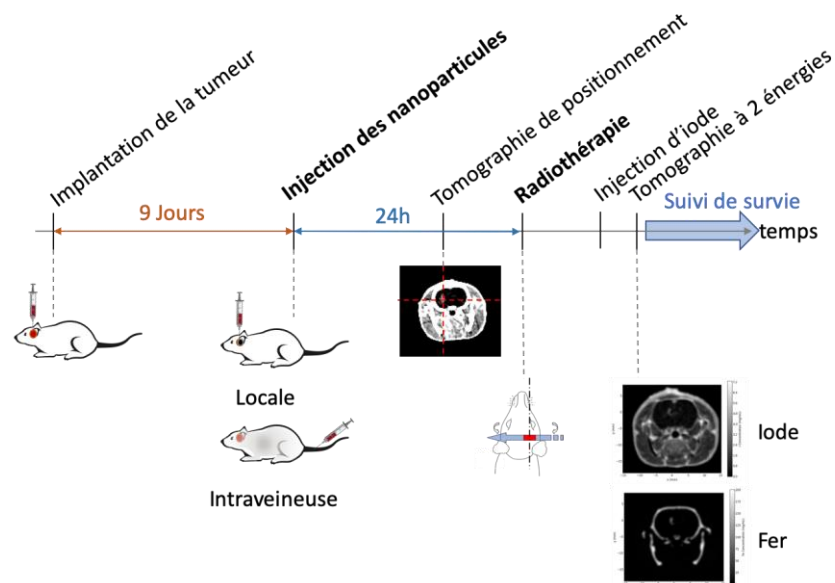 Implantation de la tumeur
Injection des nanoparticules
Tomographie de positionnement
Radiothérapie
Injection d'iode
Tomographie à 2 énergies
9 Jours
24h
Suivi de survie
temps
Locale
Intraveineuse
Iode
Fer